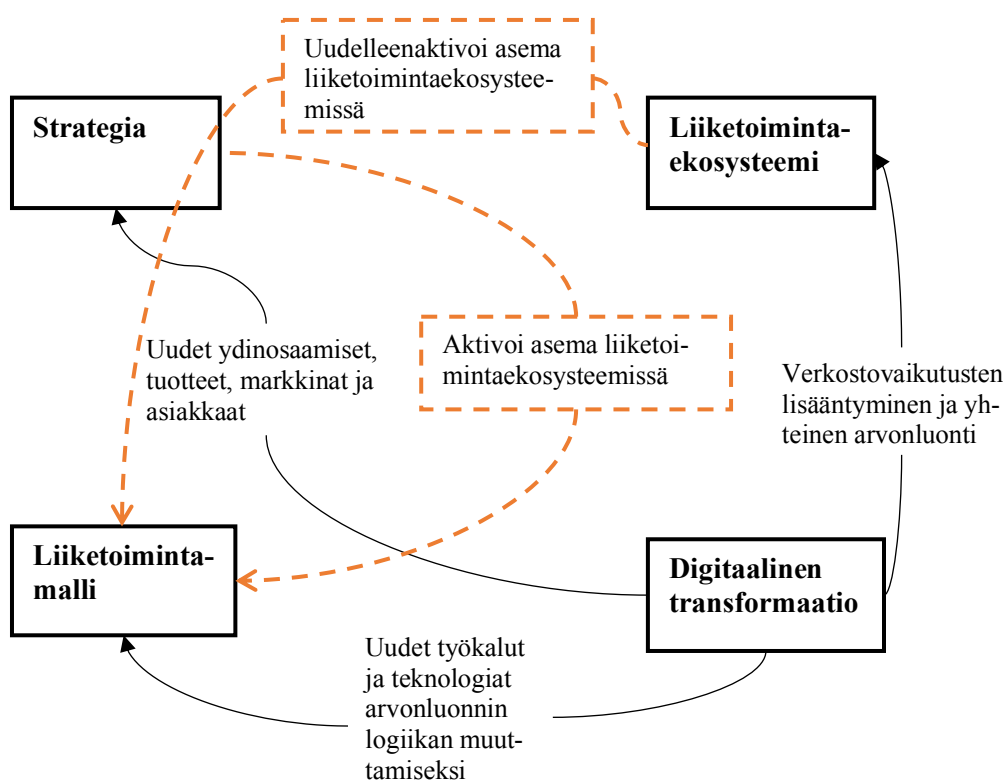 Uudelleenaktivoi asema
liiketoimintaekosystee-
missä
Strategia
Liiketoiminta-
ekosysteemi
Uudet ydinosaamiset,
tuotteet, markkinat ja
asiakkaat
Aktivoi asema liiketoi-
mintaekosysteemissä
Verkostovaikutusten
lisääntyminen ja yh-
teinen arvonluonti
Liiketoiminta-
malli
Digitaalinen
transformaatio
Uudet työkalut
ja teknologiat
arvonluonnin
logiikan muut-
tamiseksi